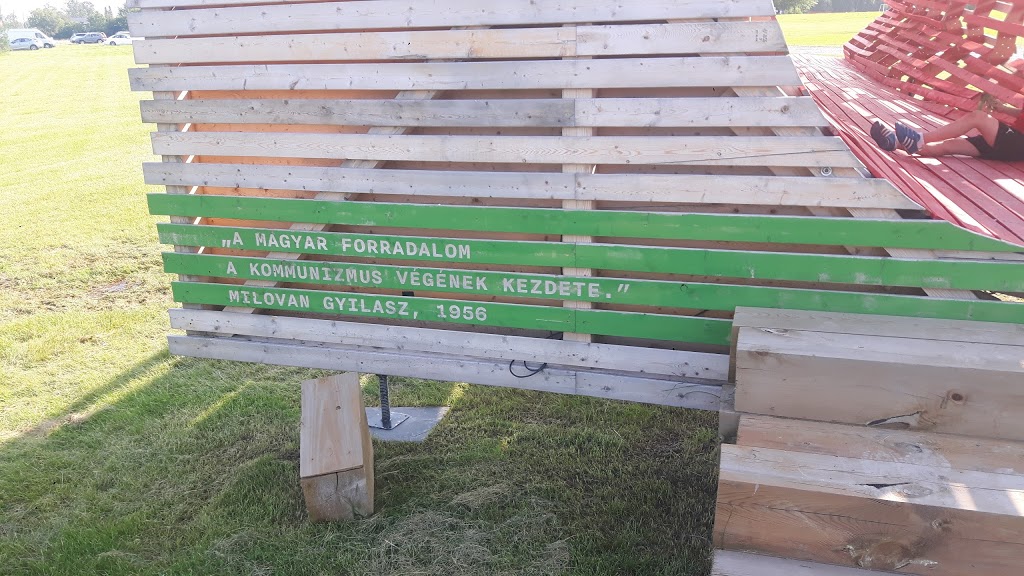 „A MAGYAR FORRADALOM
A KOMMUNIZMUS VÉGÉNEK KEZDETE.”
MILOVAN GYILASZ, 1956